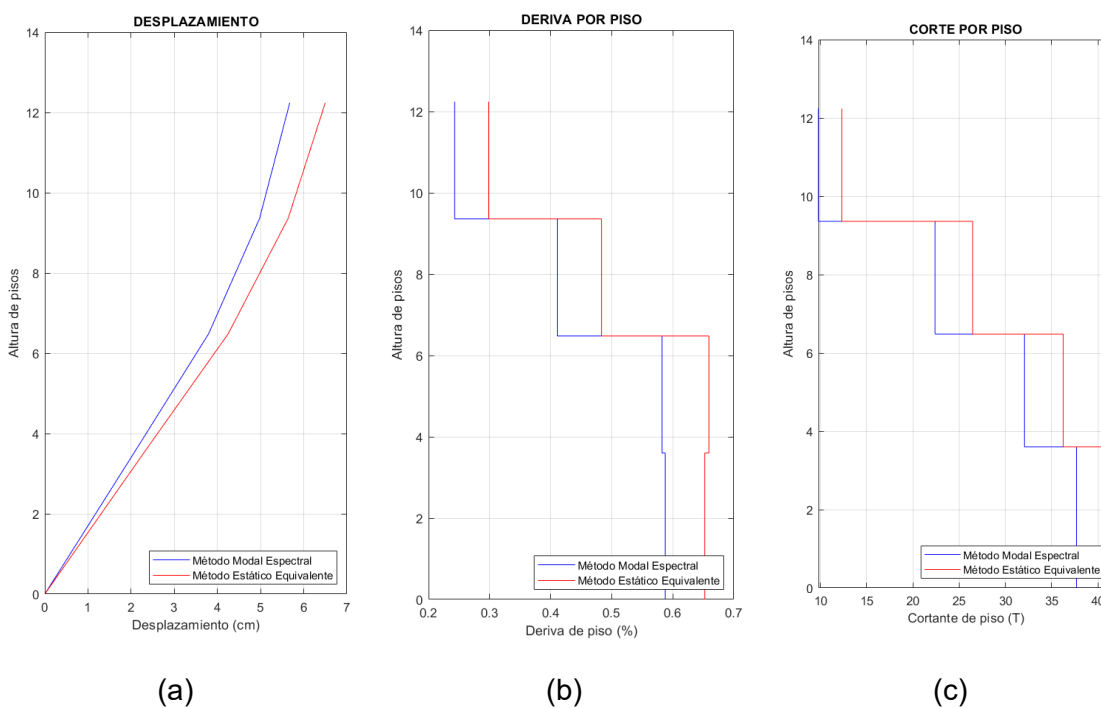 DESPLAZAMIENTO
14
12
10
8
6
4
2
0
Altura de pisos
0 1 2 3 4 5 6 7
Desplazamiento (cm)
Método Modal Espectral
Método Estático Equivalente
(a)
DERIVA POR PISO
14
12
10
8
6
4
2
0
Altura de pisos
0.2 0.3 0.4 0.5 0.6 0.7
Deriva de piso (%)
Método Modal Espectral
Método Estático Equivalente
(b)
CORTE POR PISO
14
12
10
8
6
4
2
0
Altura de pisos
10 15 20 25 30 35 40
Cortante de piso (T)
Método Modal Espectral
Método Estático Equivalente
(c)